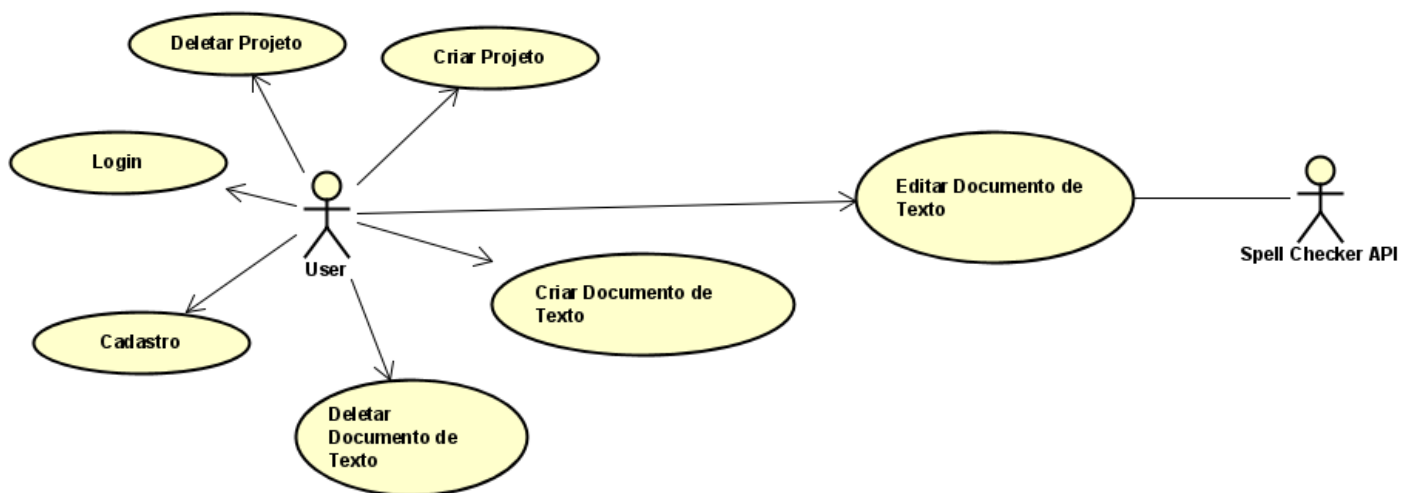 Deletar Projeto
Criar Projeto
Login
Editar Documento de
Texto
Spell Checker API
User
Criar Documento de
Texto
Cadastro
Deletar
Documento de
Texto